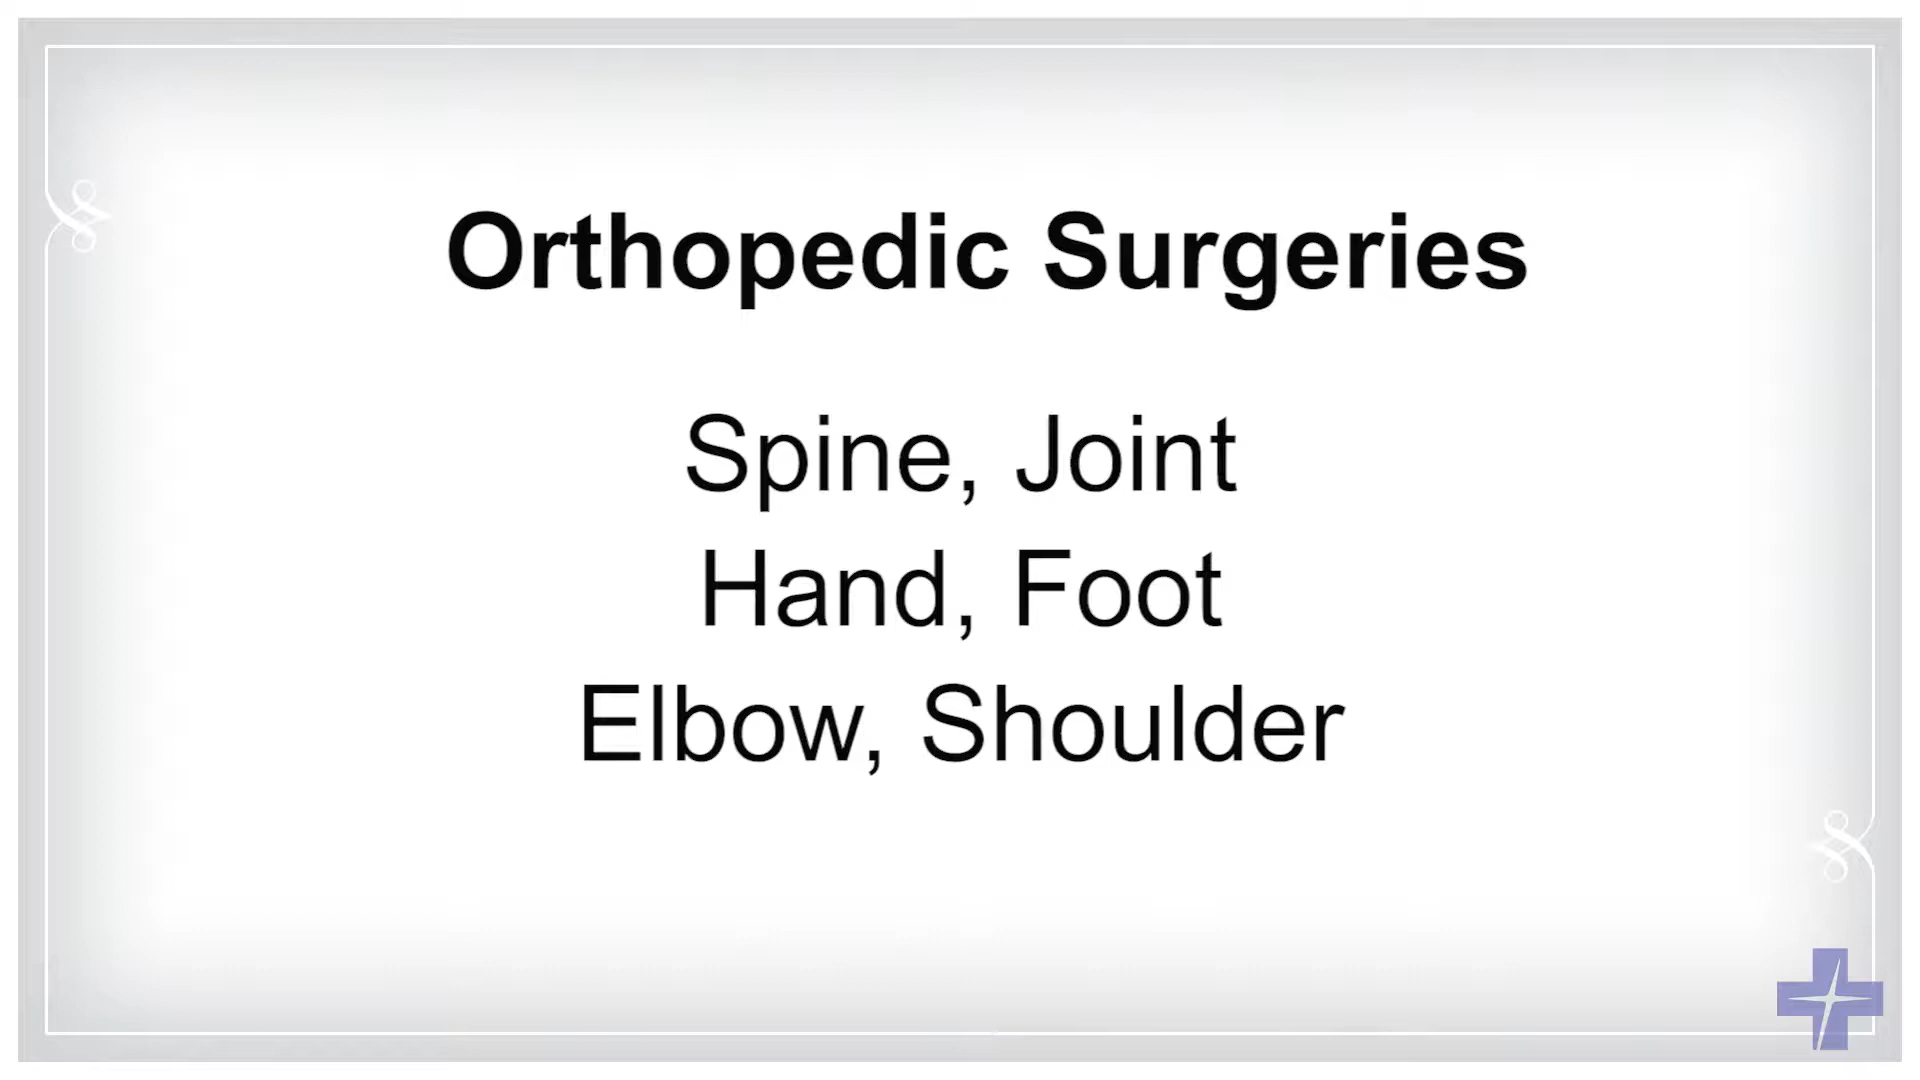 Orthopedic Surgeries
Spine, Joint
Hand, Foot
Elbow, Shoulder